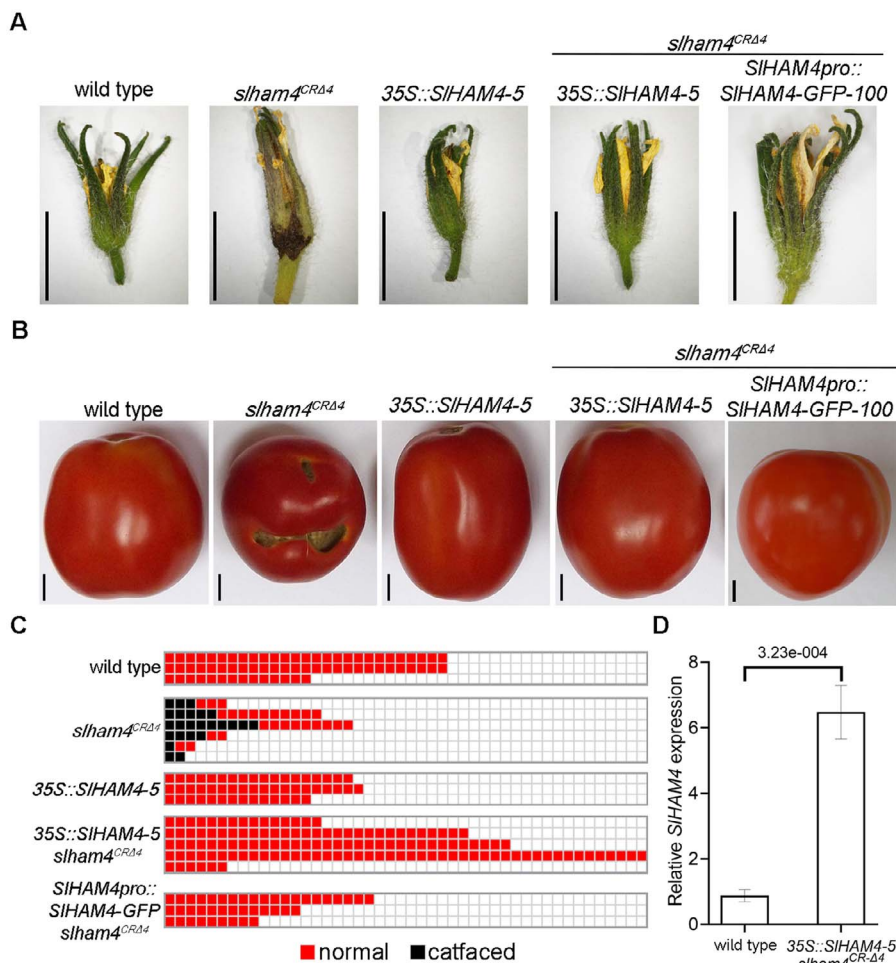 A
slham4CRΔ4
wild type
slham4CRΔ4
35S::SlHAM4-5
35S::SlHAM4-5
SlHAM4pro::
SlHAM4-GFP-100
B
slham4CRΔ4
wild type
slham4CRΔ4
35S::SlHAM4-5
35S::SlHAM4-5
SlHAM4pro::
SlHAM4-GFP-100
C
wild type
slham4CRΔ4
35S::SlHAM4-5
35S::SlHAM4-5
slham4CRΔ4
SlHAM4pro::
SlHAM4-GFP
slham4CRΔ4
normal
catfaced
D
3.23e-004
8
6
4
2
0
Relative SlHAM4 expression
wild type
35S::SlHAM4-5
slham4CR-Δ4